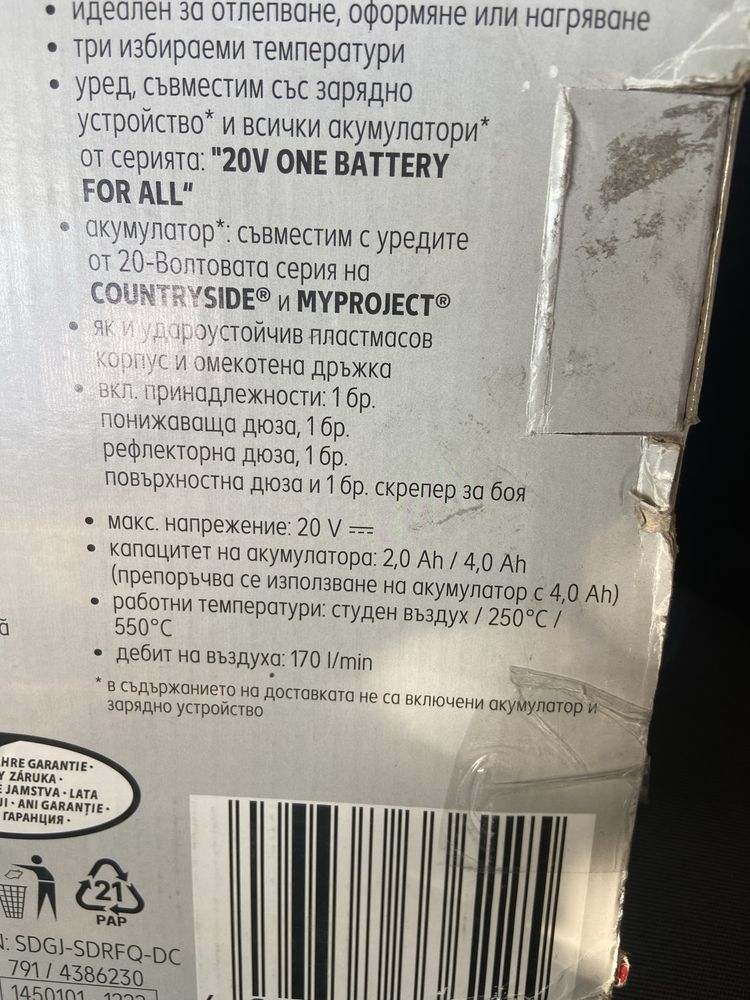 • идеален за отлепване, оформяне или нагряване
• три избираеми температури
• уред, съвместим със зарядно
устройство* и всички акумулатори*
от серията: "20V ONE BATTERY
FOR ALL“
• акумулатор*: съвместим с уредите
от 20-Волтовата серия на
COUNTRYSIDE® и MYPROJECT®
• як и удароустойчив пластмасов
корпус и омекотена дръжка
• вкл. принадлежности: 1 бр.
понижаваща дюза, 1 бр.
рефлекторна дюза, 1 бр.
повърхностна дюза и 1 бр. скрепер за боя
• макс. напрежение: 20 V ⎓
• капацитет на акумулатора: 2,0 Ah / 4,0 Ah
(препоръчва се използване на акумулатор с 4,0 Ah)
• работни температури: студен въздух / 250°C /
550°C
• дебит на въздуха: 170 l/min
* в съдържанието на доставката не са включени акумулатор и
зарядно устройство
ă
HRE GARANTIE •
Y ZÁRUKA •
E JAMSTVA • LATA
JI • ANI GARANȚIE •
ГАРАНЦИЯ •
21
PAP
N: SDGJ-SDRFQ-DC
791 / 4386230
1450101